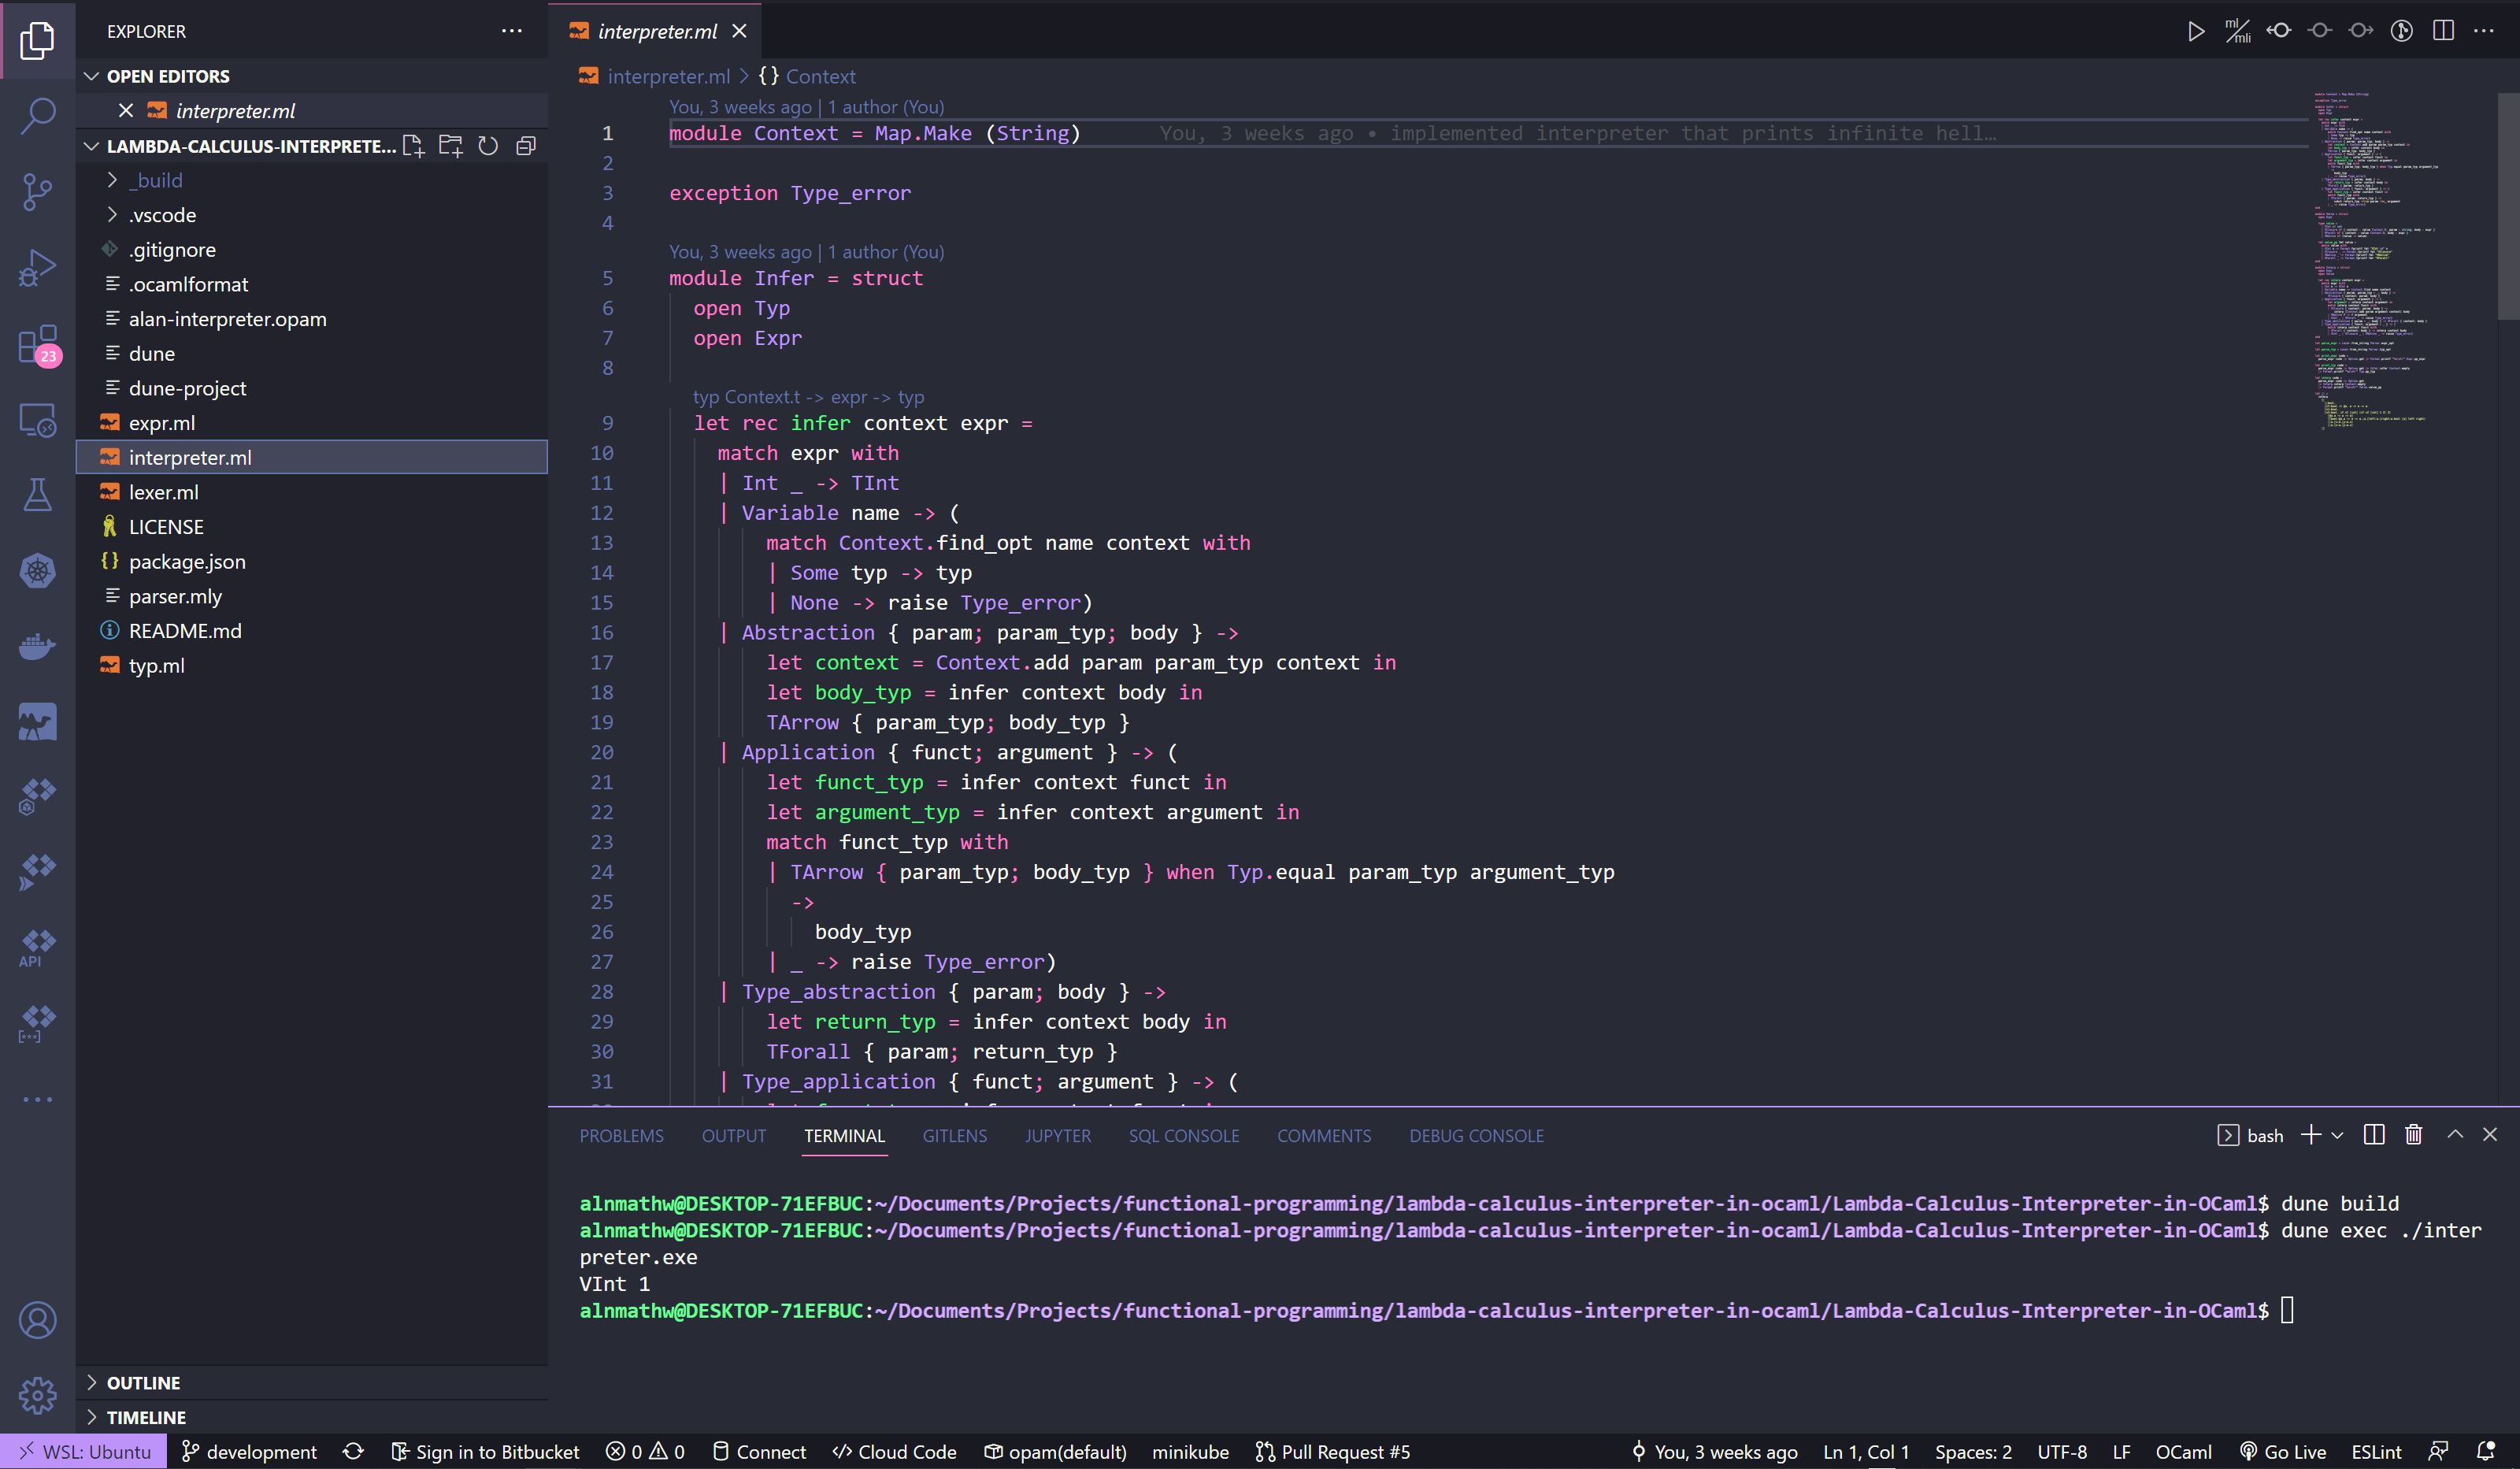 EXPLORER
OPEN EDITORS
interpreter.ml
LAMBDA-CALCULUS-INTERPRETE...
_build
.vscode
.gitignore
.ocamlformat
alan-interpreter.opam
dune
dune-project
expr.ml
interpreter.ml
lexer.ml
LICENSE
package.json
parser.mly
README.md
typ.ml
23
API
OUTLINE
TIMELINE
interpreter.ml
ml/mli
interpreter.ml > {} Context
You, 3 weeks ago | 1 author (You)
1 module Context = Map.Make (String) You, 3 weeks ago • implemented interpreter that prints infinite hell…
2
3 exception Type_error
4
You, 3 weeks ago | 1 author (You)
5 module Infer = struct
6 open Typ
7 open Expr
8
typ Context.t -> expr -> typ
9 let rec infer context expr =
10 match expr with
11 | Int _ -> TInt
12 | Variable name -> (
13 match Context.find_opt name context with
14 | Some typ -> typ
15 | None -> raise Type_error)
16 | Abstraction { param; param_typ; body } ->
17 let context = Context.add param param_typ context in
18 let body_typ = infer context body in
19 TArrow { param_typ; body_typ }
20 | Application { funct; argument } -> (
21 let funct_typ = infer context funct in
22 let argument_typ = infer context argument in
23 match funct_typ with
24 | TArrow { param_typ; body_typ } when Typ.equal param_typ argument_typ
25 ->
26 body_typ
27 | _ -> raise Type_error)
28 | Type_abstraction { param; body } ->
29 let return_typ = infer context body in
30 TForall { param; return_typ }
31 | Type_application { funct; argument } -> (
PROBLEMS OUTPUT TERMINAL GITLENS JUPYTER SQL CONSOLE COMMENTS DEBUG CONSOLE bash
alnmathw@DESKTOP-71EFBUC:~/Documents/Projects/functional-programming/lambda-calculus-interpreter-in-ocaml/Lambda-Calculus-Interpreter-in-OCaml$ dune build
alnmathw@DESKTOP-71EFBUC:~/Documents/Projects/functional-programming/lambda-calculus-interpreter-in-ocaml/Lambda-Calculus-Interpreter-in-OCaml$ dune exec ./inter
preter.exe
VInt 1
alnmathw@DESKTOP-71EFBUC:~/Documents/Projects/functional-programming/lambda-calculus-interpreter-in-ocaml/Lambda-Calculus-Interpreter-in-OCaml$
WSL: Ubuntu development Sign in to Bitbucket 0 0 Connect Cloud Code opam(default) minikube Pull Request #5 You, 3 weeks ago Ln 1, Col 1 Spaces: 2 UTF-8 LF OCaml Go Live ESLint